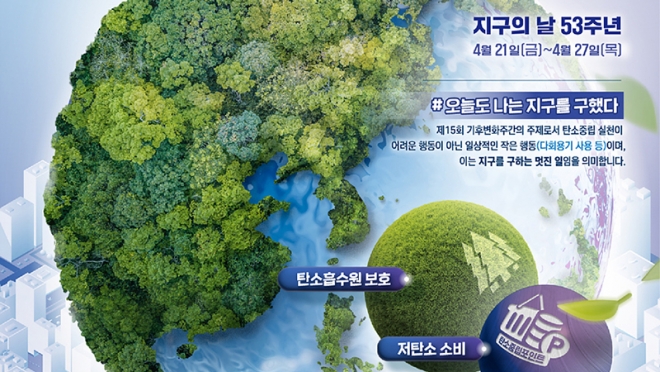 지구의 날 53주년
4월 21일(금)~4월 27일(목)
#오늘도 나는 지구를 구했다
제15회 기후변화주간의 주제로서 탄소중립 실천이
어려운 행동이 아닌 일상적인 작은 행동(다회용기 사용 등)이며,
이는 지구를 구하는 멋진 일임을 의미합니다.
탄소흡수원 보호
저탄소 소비
탄소중립포인트